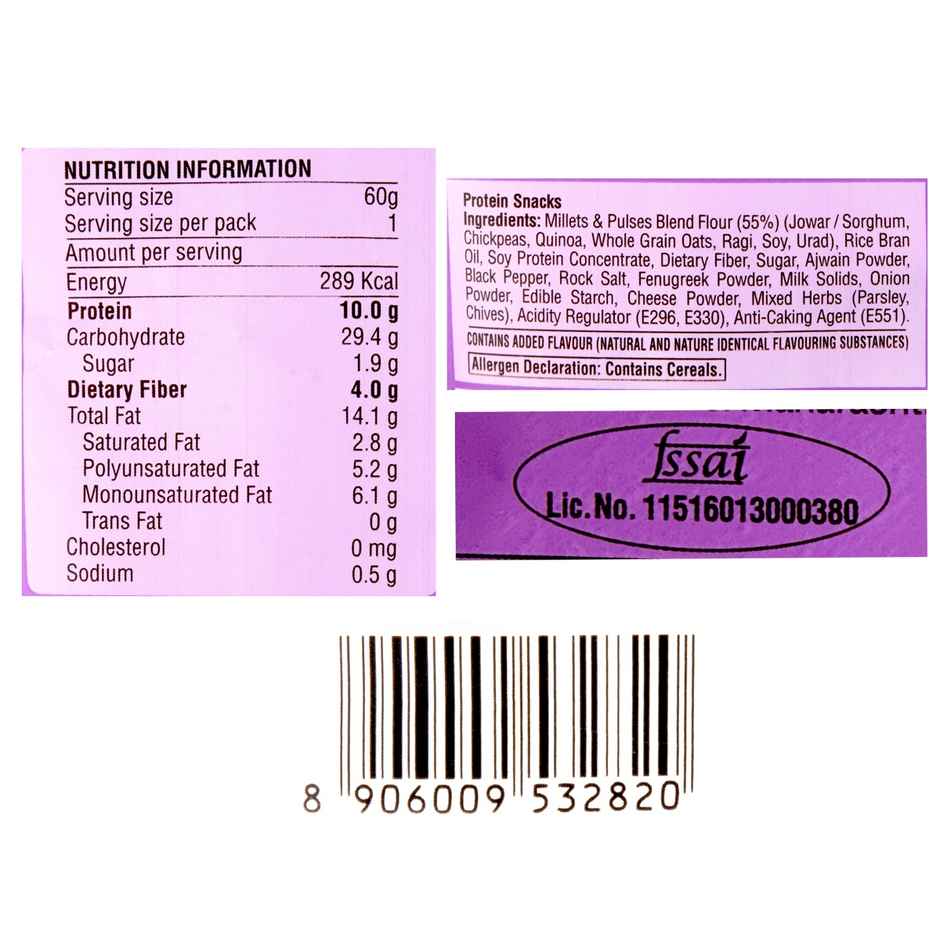 NUTRITION INFORMATION
Serving size 60g
Serving size per pack 1
Amount per serving
Energy 289 Kcal
Protein 10.0 g
Carbohydrate 29.4 g
Sugar 1.9 g
Dietary Fiber 4.0 g
Total Fat 14.1 g
Saturated Fat 2.8 g
Polyunsaturated Fat 5.2 g
Monounsaturated Fat 6.1 g
Trans Fat 0 g
Cholesterol 0 mg
Sodium 0.5 g
Protein Snacks
Ingredients: Millets & Pulses Blend Flour (55%) (Jowar / Sorghum,
Chickpeas, Quinoa, Whole Grain Oats, Ragi, Soy, Urad), Rice Bran
Oil, Soy Protein Concentrate, Dietary Fiber, Sugar, Ajwain Powder,
Black Pepper, Rock Salt, Fenugreek Powder, Milk Solids, Onion
Powder, Edible Starch, Cheese Powder, Mixed Herbs (Parsley,
Chives), Acidity Regulator (E296, E330), Anti-Caking Agent (E551).
CONTAINS ADDED FLAVOUR (NATURAL AND NATURE IDENTICAL FLAVOURING SUBSTANCES)
Allergen Declaration: Contains Cereals.
fssai
Lic. No. 11516013000380
8 906009 532820